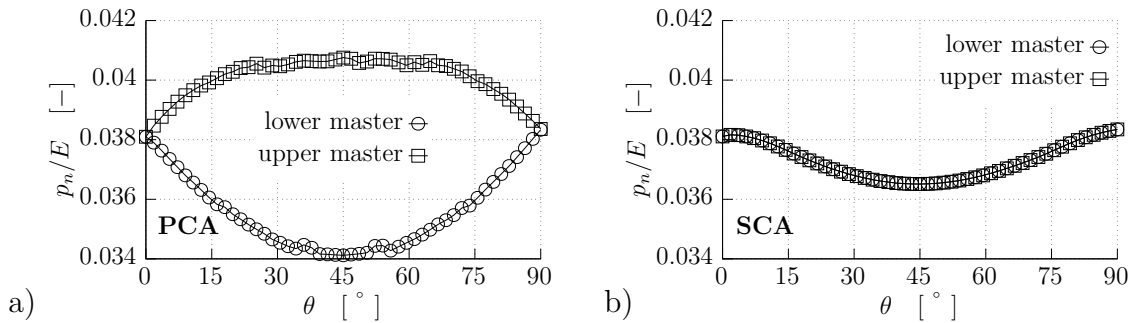 0.042
0.04
0.038
0.036
0.034
p_n/E [−]
lower master
upper master
PCA
0 15 30 45 60 75 90
θ [°]
a)
0.042
0.04
0.038
0.036
0.034
p_n/E [−]
lower master
upper master
SCA
0 15 30 45 60 75 90
θ [°]
b)